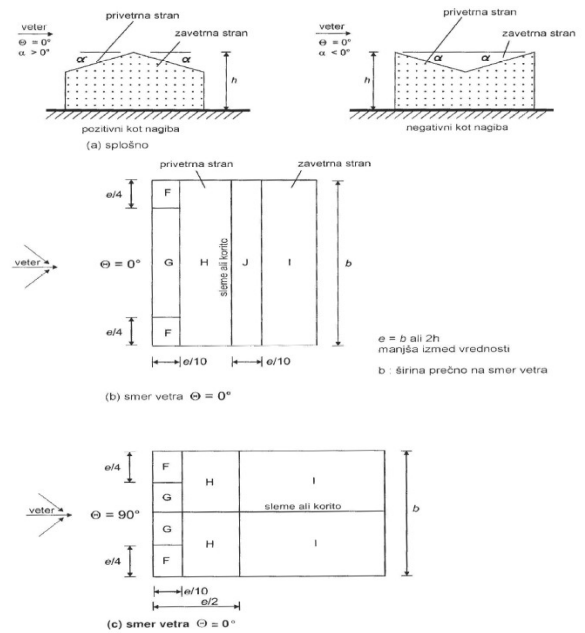 veter
Θ = 0°
α > 0°
privetrna stran
zavetrna stran
α
α
h
pozitivni kot nagiba
(a) splošno
veter
Θ = 0°
α < 0°
privetrna stran
zavetrna stran
α
α
h
negativni kot nagiba
privetrna stran
zavetrna stran
e/4
F
veter
Θ = 0°
G
H
sleme ali korito
J
I
b
e/4
F
e/10
e/10
e = b ali 2h
manjša izmed vrednosti
b : širina prečno na smer vetra
(b) smer vetra Θ = 0°
e/4
F
H
I
G
veter
Θ = 90°
sleme ali korito
b
G
e/4
F
H
I
e/10
e/2
(c) smer vetra Θ = 0°